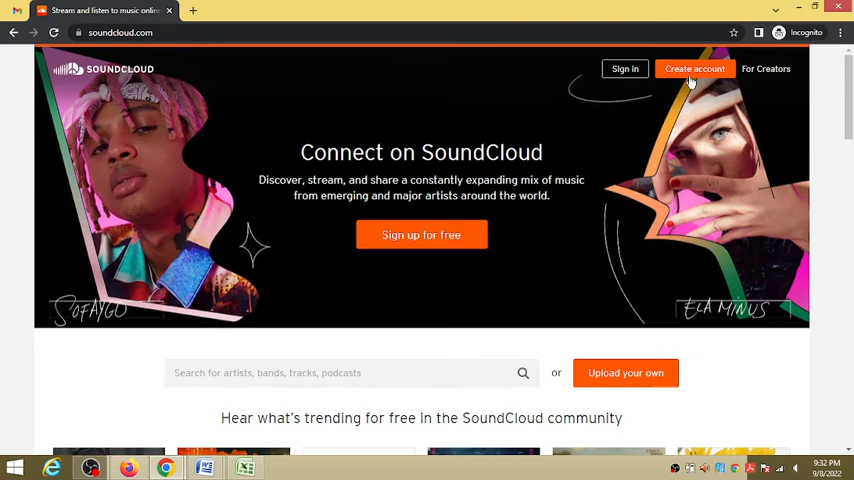 Stream and listen to music online
soundcloud.com
Incognito
SOUNDCLOUD
Sign in
Create account
For Creators
Connect on SoundCloud
Discover, stream, and share a constantly expanding mix of music
from emerging and major artists around the world.
Sign up for free
SOFAYGO
ELA MINUS
Search for artists, bands, tracks, podcasts
or
Upload your own
Hear what's trending for free in the SoundCloud community
9:32 PM
9/8/2022